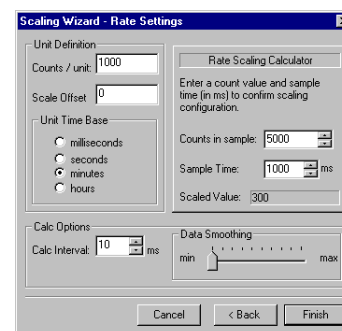 Scaling Wizard - Rate Settings
Unit Definition
Counts / unit: 1000
Scale Offset 0
Unit Time Base
milliseconds
seconds
minutes
hours
Rate Scaling Calculator
Enter a count value and sample
time (in ms) to confirm scaling
configuration.
Counts in sample: 5000
Sample Time: 1000 ms
Scaled Value: 300
Calc Options
Calc Interval: 10 ms
Data Smoothing
min max
Cancel < Back Finish